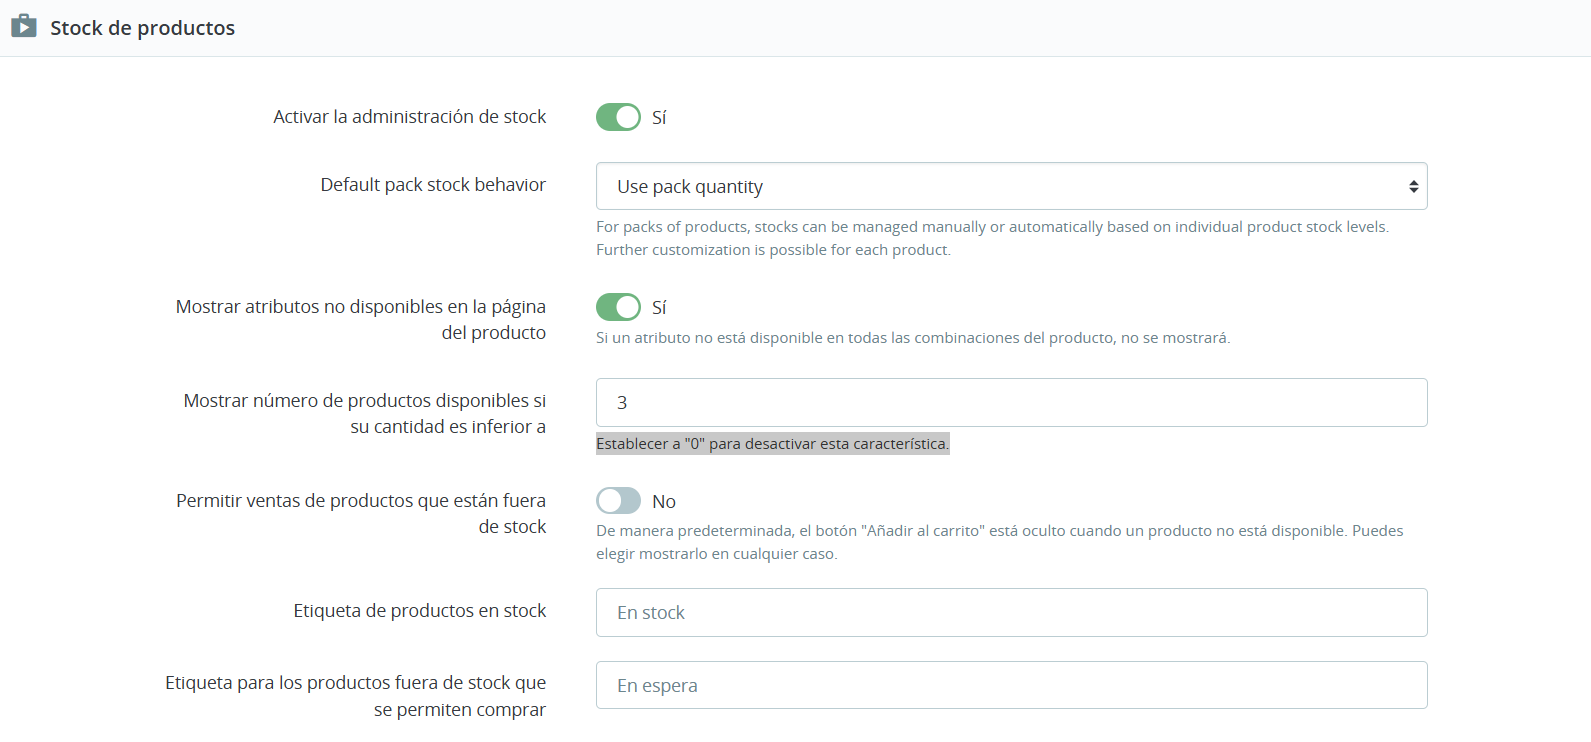 Stock de productos
Activar la administración de stock
Sí
Default pack stock behavior
Use pack quantity
For packs of products, stocks can be managed manually or automatically based on individual product stock levels.
Further customization is possible for each product.
Mostrar atributos no disponibles en la página
del producto
Sí
Si un atributo no está disponible en todas las combinaciones del producto, no se mostrará.
Mostrar número de productos disponibles si
su cantidad es inferior a
3
Establecer a "0" para desactivar esta característica.
Permitir ventas de productos que están fuera
de stock
No
De manera predeterminada, el botón "Añadir al carrito" está oculto cuando un producto no está disponible. Puedes
elegir mostrarlo en cualquier caso.
Etiqueta de productos en stock
En stock
Etiqueta para los productos fuera de stock que
se permiten comprar
En espera